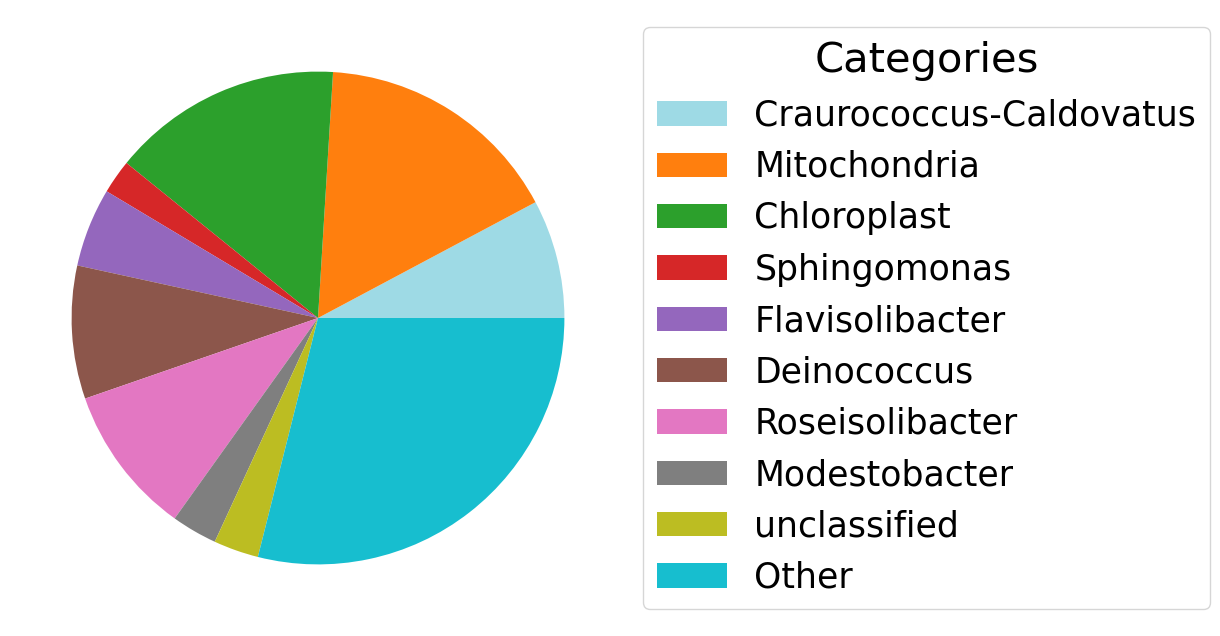 Categories
Craurococcus-Caldovatus
Mitochondria
Chloroplast
Sphingomonas
Flavisolibacter
Deinococcus
Roseisolibacter
Modestobacter
unclassified
Other